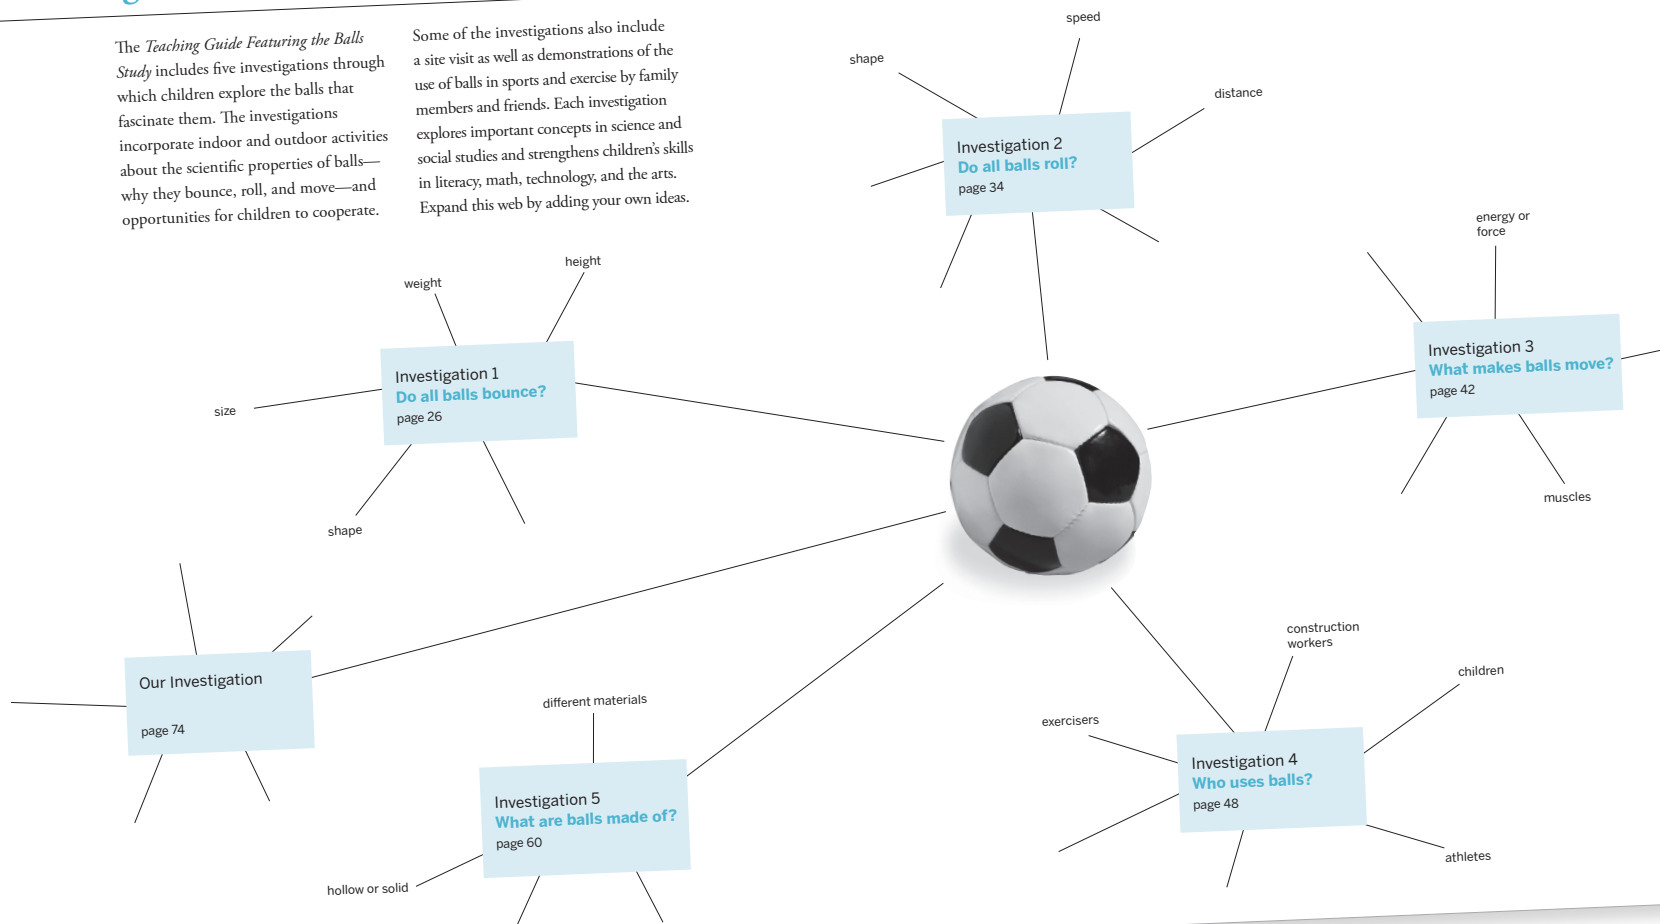 The Teaching Guide Featuring the Balls
Study includes five investigations through
which children explore the balls that
fascinate them. The investigations
incorporate indoor and outdoor activities
about the scientific properties of balls—
why they bounce, roll, and move—and
opportunities for children to cooperate.
Some of the investigations also include
a site visit as well as demonstrations of the
use of balls in sports and exercise by family
members and friends. Each investigation
explores important concepts in science and
social studies and strengthens children's skills
in literacy, math, technology, and the arts.
Expand this web by adding your own ideas.
speed
shape
distance
Investigation 2
Do all balls roll?
page 34
energy or
force
Investigation 3
What makes balls move?
page 42
muscles
height
weight
Investigation 1
Do all balls bounce?
page 26
size
shape
Our Investigation
page 74
different materials
Investigation 5
What are balls made of?
page 60
hollow or solid
construction
workers
children
exercisers
Investigation 4
Who uses balls?
page 48
athletes